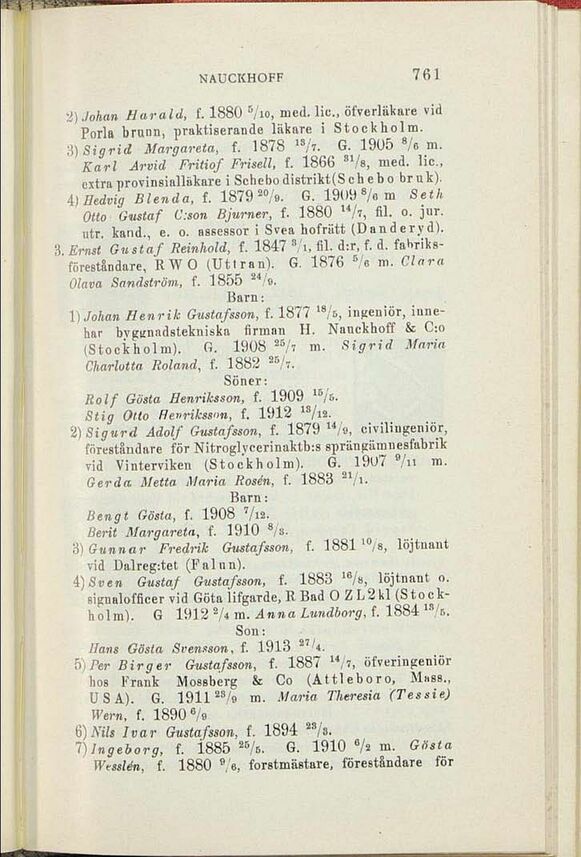 NAUCKHOFF 761
2) Johan Harald, f. 1880 5/10, med. lic., öfverläkare vid
Porla brunn, praktiserande läkare i Stockholm.
3) Sigrid Margareta, f. 1878 13/7. G. 1905 8/6 m.
Karl Arvid Fritiof Frisell, f. 1866 31/8, med. lic.,
extra provinsialläkare i Schebo distrikt (Schebo bruk).
4) Hedvig Blenda, f. 1879 20/9. G. 1909 8/6 m Seth
Otto Gustaf C:son Bjurner, f. 1880 14/7, fil. o. jur.
utr. kand., e. o. assessor i Svea hofrätt (Danderyd).
3. Ernst Gustaf Reinhold, f. 1847 3/1, fil. d:r, f. d. fabriks-
föreståndare, RWO (Uttran). G. 1876 5/6 m. Clara
Olava Sandström, f. 1855 24/9.
Barn:
1) Johan Henrik Gustafsson, f. 1877 18/5, ingeniör, inne-
har byggnadstekniska firman H. Nauckhoff & C:o
(Stockholm). G. 1908 25/7 m. Sigrid Maria
Charlotta Roland, f. 1882 25/7.
Söner:
Rolf Gösta Henriksson, f. 1909 15/5.
Stig Otto Henriksson, f. 1912 13/12.
2) Sigurd Adolf Gustafsson, f. 1879 14/9, civilingeniör,
föreståndare för Nitroglycerinaktb:s sprängämnesfabrik
vid Vinterviken (Stockholm). G. 1907 9/11 m.
Gerda Metta Maria Rosén, f. 1883 21/1.
Barn:
Bengt Gösta, f. 1908 7/12.
Berit Margareta, f. 1910 8/3.
3) Gunnar Fredrik Gustafsson, f. 1881 10/8, löjtnant
vid Dalreg:tet (Falun).
4) Sven Gustaf Gustafsson, f. 1883 16/8, löjtnant o.
signalofficer vid Göta lifgarde, R Bad O Z L 2 kl (Stock-
holm). G 1912 2/4 m. Anna Lundborg, f. 1884 13/5.
Son:
Hans Gösta Svensson, f. 1913 27/4.
5) Per Birger Gustafsson, f. 1887 14/7, öfveringeniör
hos Frank Mossberg & Co (Attleboro, Mass.,
USA). G. 1911 23/9 m. Maria Theresia (Tessie)
Wern, f. 1890 6/9
6) Nils Ivar Gustafsson, f. 1894 23/3.
7) Ingeborg, f. 1885 25/5. G. 1910 6/2 m. Gösta
Wesslén, f. 1880 9/6, forstmästare, föreståndare för